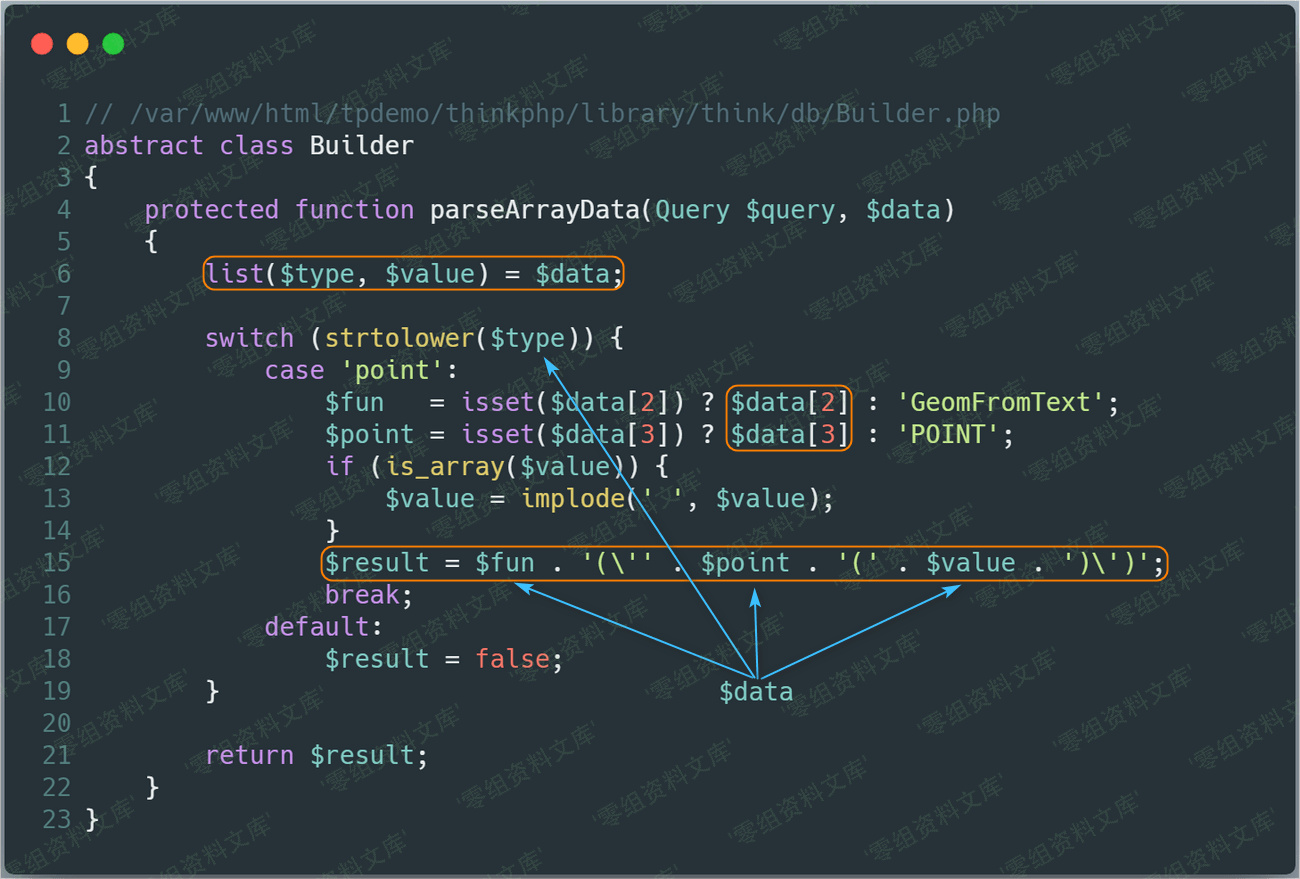 1 // /var/www/html/tpdemo/thinkphp/library/think/db/Builder.php
2 abstract class Builder
3 {
4     protected function parseArrayData(Query $query, $data)
5     {
6         list($type, $value) = $data;
7
8         switch (strtolower($type)) {
9             case 'point':
10                 $fun   = isset($data[2]) ? $data[2] : 'GeomFromText';
11                 $point = isset($data[3]) ? $data[3] : 'POINT';
12                 if (is_array($value)) {
13                     $value = implode(' ', $value);
14                 }
15                 $result = $fun . '(\'' . $point . '(' . $value . ')\')';
16                 break;
17             default:
18                 $result = false;
19         }
$data
20
21         return $result;
22     }
23 }
'零组资料文库'